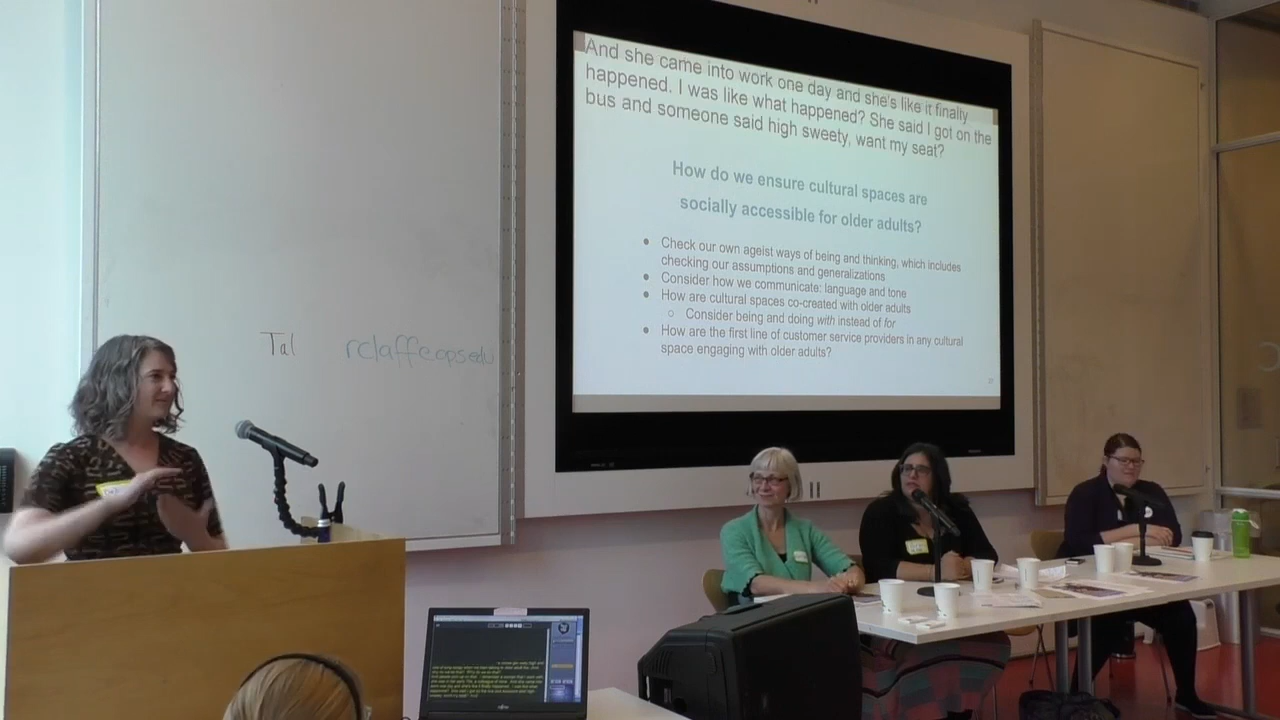 And she came into work one day and she's like it finally
happened. I was like what happened? She said I got on the
bus and someone said high sweety, want my seat?
How do we ensure cultural spaces are
socially accessible for older adults?
• Check our own ageist ways of being and thinking, which includes
checking our assumptions and generalizations
• Consider how we communicate: language and tone
• How are cultural spaces co-created with older adults
○ Consider being and doing with instead of for
• How are the first line of customer service providers in any cultural
space engaging with older adults?
Tal